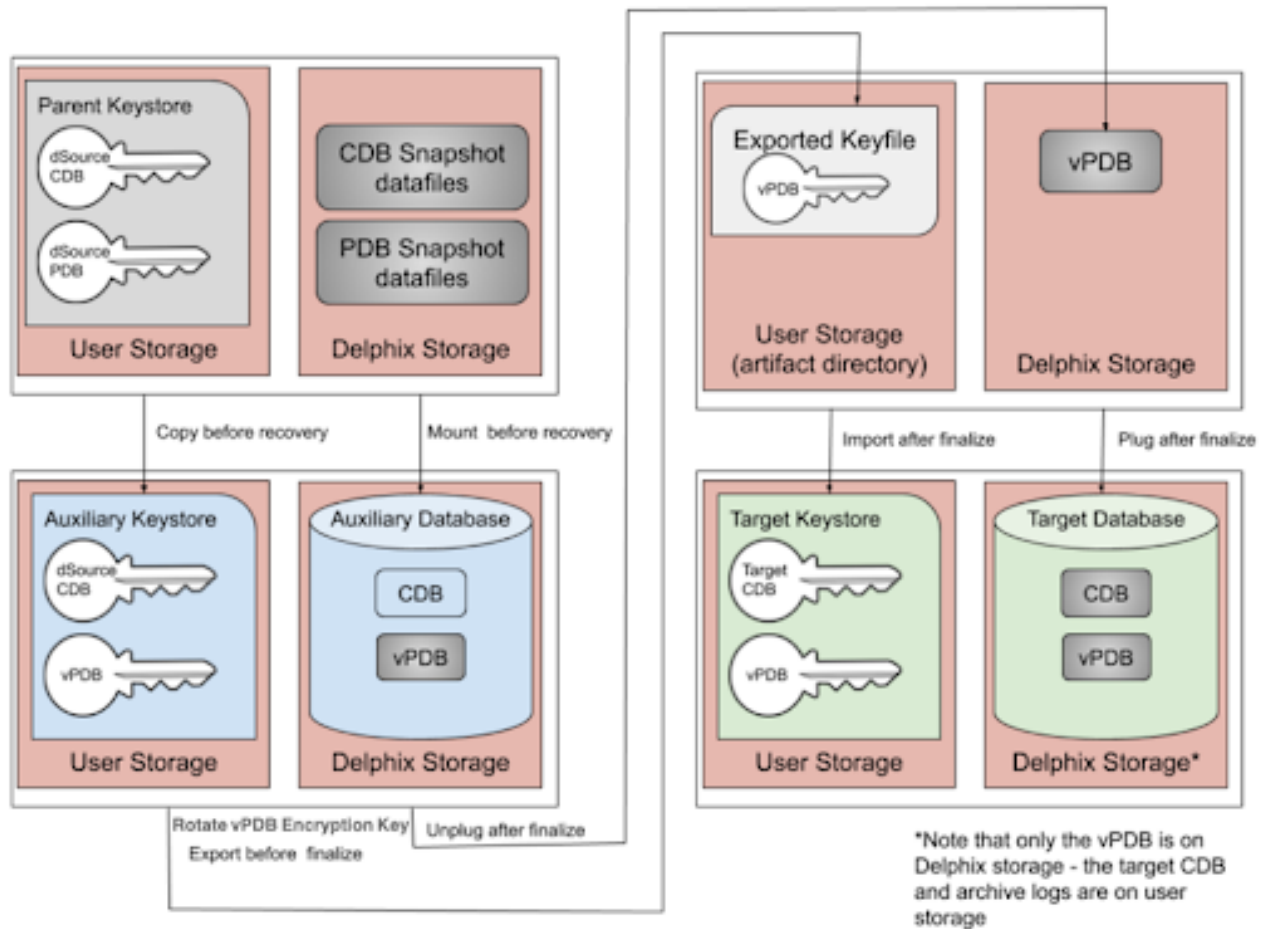 Parent Keystore
dSource
CDB
dSource
PDB
User Storage
CDB Snapshot
datafiles
PDB Snapshot
datafiles
Delphix Storage
Exported Keyfile
vPDB
User Storage
(artifact directory)
vPDB
Delphix Storage
Copy before recovery
Mount before recovery
Import after finalize
Plug after finalize
Auxiliary Keystore
dSource
CDB
vPDB
User Storage
Auxiliary Database
CDB
vPDB
Delphix Storage
Target Keystore
Target
CDB
vPDB
User Storage
Target Database
CDB
vPDB
Delphix Storage*
Rotate vPDB Encryption Key
Export before finalize
Unplug after finalize
*Note that only the vPDB is on
Delphix storage - the target CDB
and archive logs are on user
storage